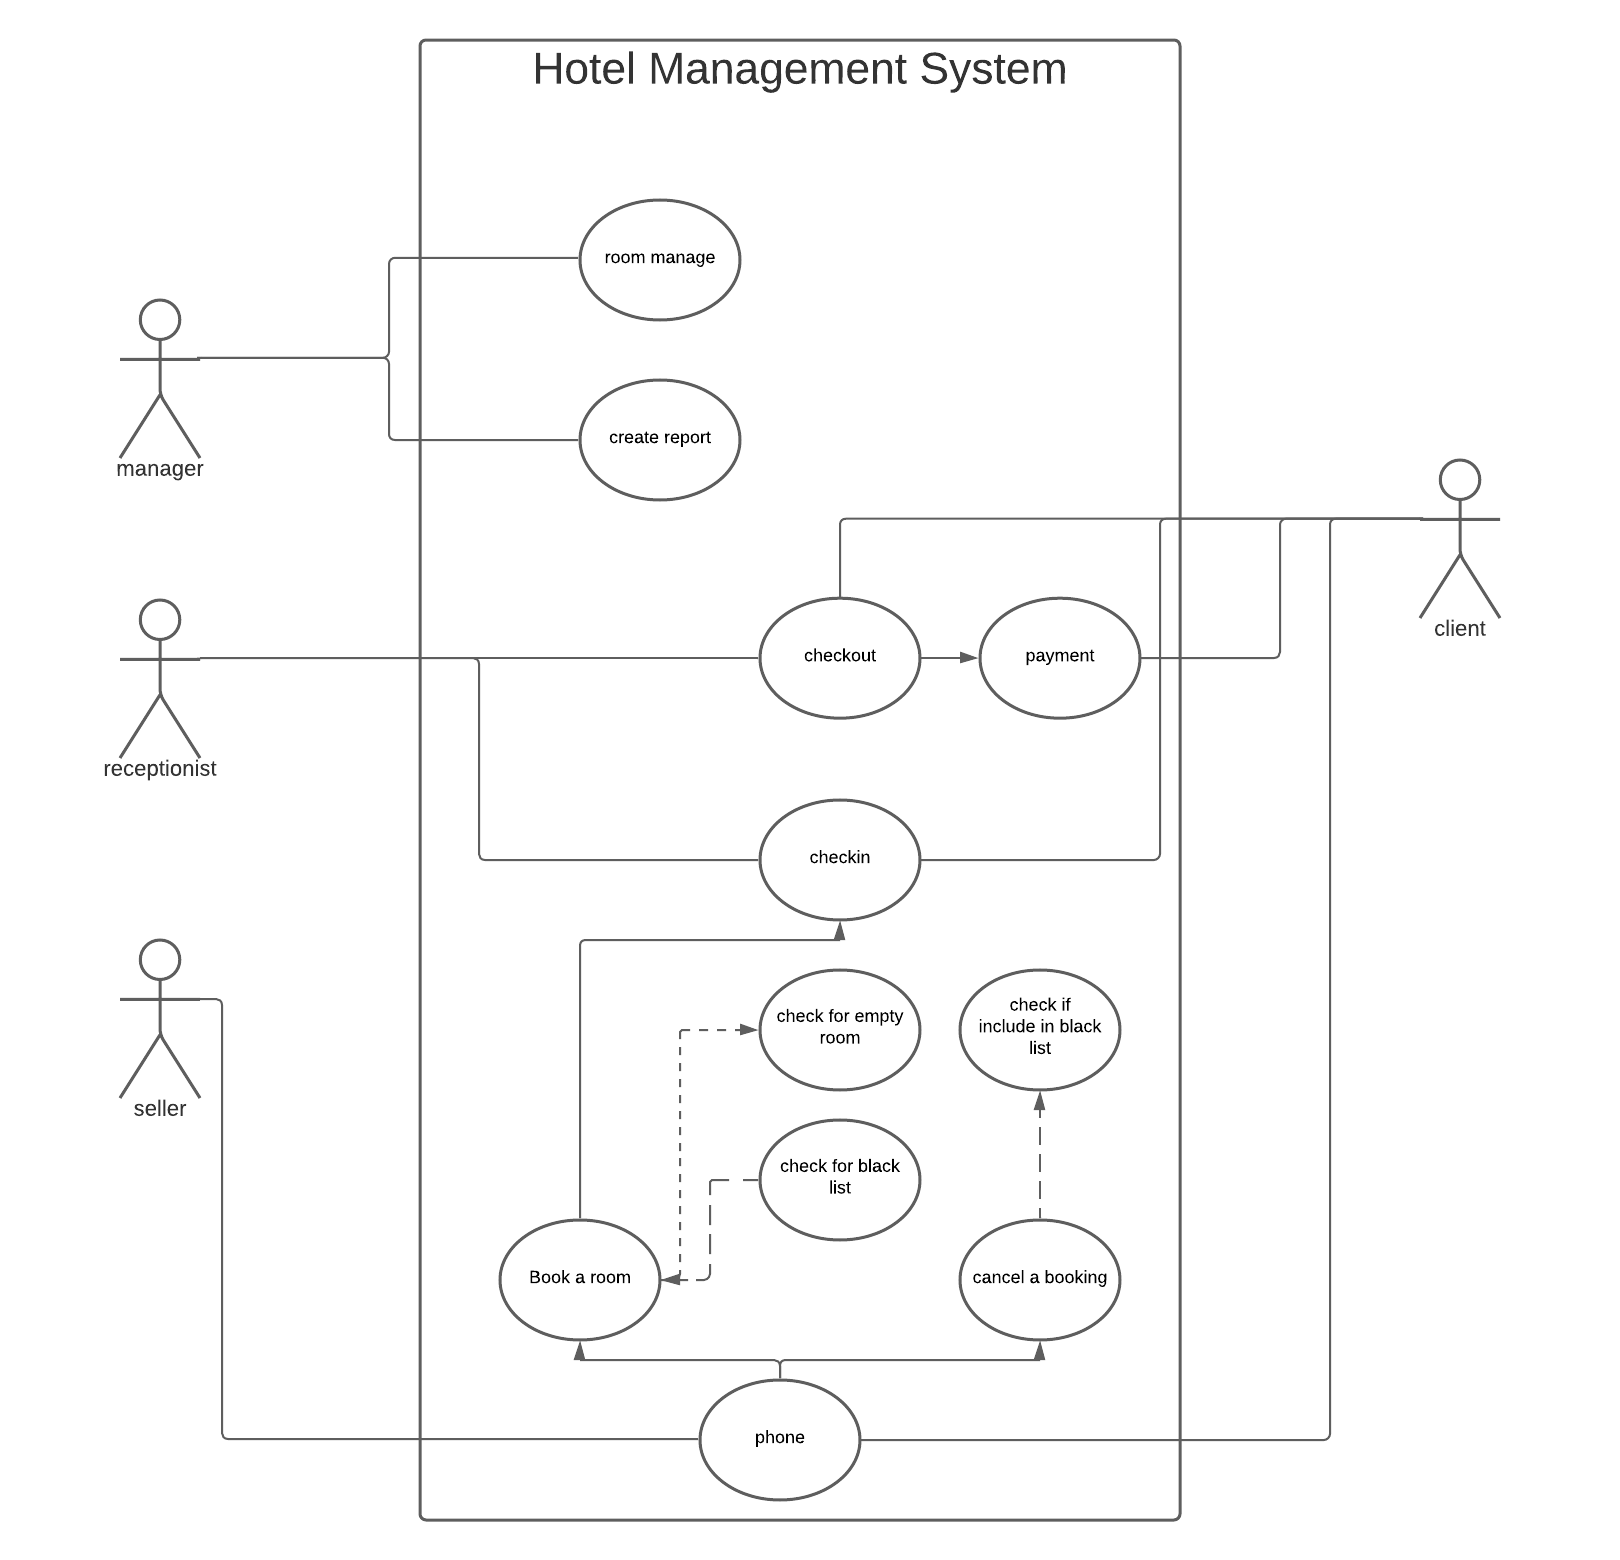 Hotel Management System
room manage
manager
create report
client
checkout
payment
receptionist
checkin
check for empty
room
check if
include in black
list
seller
check for black
list
Book a room
cancel a booking
phone